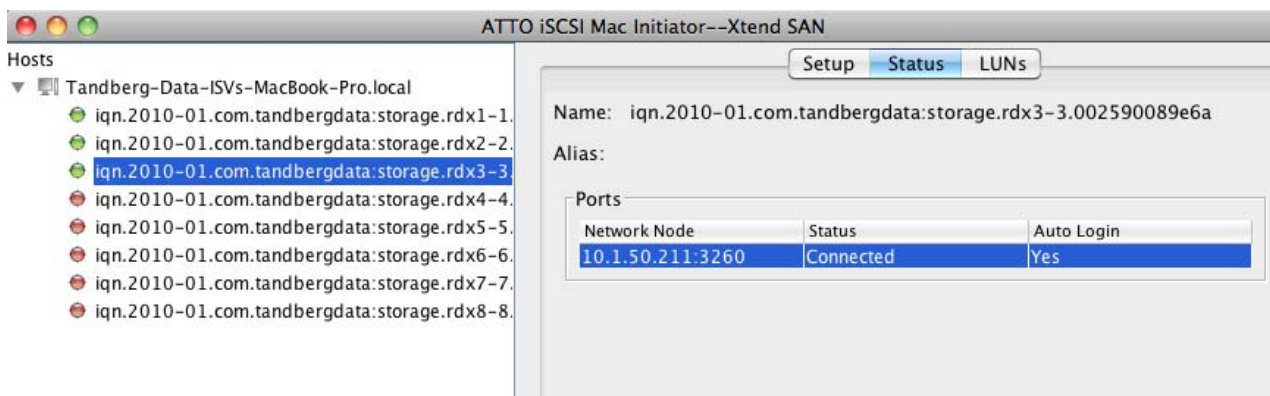 ATTO iSCSI Mac Initiator--Xtend SAN
Hosts
Tandberg-Data-ISVs-MacBook-Pro.local
iqn.2010-01.com.tandbergdata:storage.rdx1-1.
iqn.2010-01.com.tandbergdata:storage.rdx2-2.
iqn.2010-01.com.tandbergdata:storage.rdx3-3.
iqn.2010-01.com.tandbergdata:storage.rdx4-4.
iqn.2010-01.com.tandbergdata:storage.rdx5-5.
iqn.2010-01.com.tandbergdata:storage.rdx6-6.
iqn.2010-01.com.tandbergdata:storage.rdx7-7.
iqn.2010-01.com.tandbergdata:storage.rdx8-8.
Setup Status LUNs
Name: iqn.2010-01.com.tandbergdata:storage.rdx3-3.002590089e6a
Alias:
Ports
Network Node Status Auto Login
10.1.50.211:3260 Connected Yes